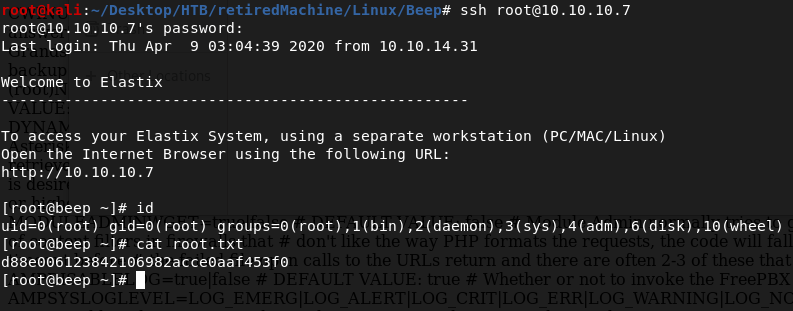 root@kali:~/Desktop/HTB/retiredMachine/Linux/Beep# ssh root@10.10.10.7
root@10.10.10.7's password:
Last login: Thu Apr  9 03:04:39 2020 from 10.10.14.31
Welcome to Elastix
----------------------------------------------------
To access your Elastix System, using a separate workstation (PC/MAC/Linux)
Open the Internet Browser using the following URL:
http://10.10.10.7
[root@beep ~]# id
uid=0(root) gid=0(root) groups=0(root),1(bin),2(daemon),3(sys),4(adm),6(disk),10(wheel)
[root@beep ~]# cat root.txt
d88e006123842106982acce0aaf453f0
[root@beep ~]#